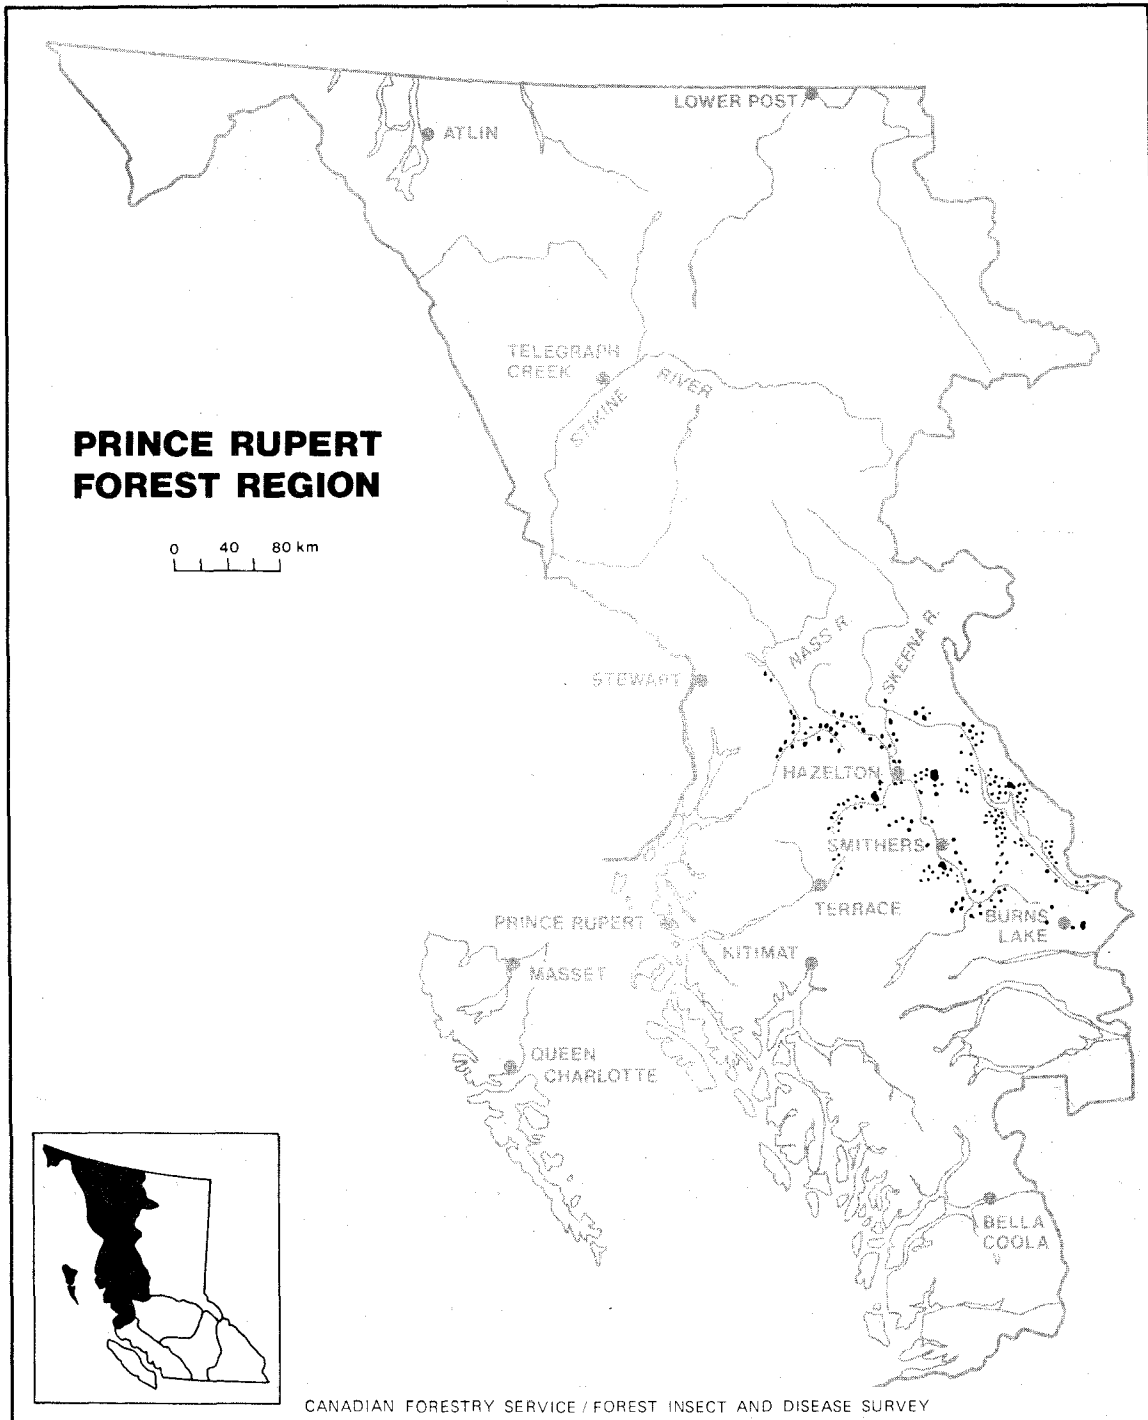 LOWER POST
ATLIN
TELEGRAPH
CREEK
STIKINE
RIVER
PRINCE RUPERT
FOREST REGION
0 40 80 km
NASS R.
SKEENA R.
STEWART
HAZELTON
SMITHERS
TERRACE
BURNS
LAKE
PRINCE RUPERT
KITIMAT
MASSET
QUEEN
CHARLOTTE
BELLA
COOLA
CANADIAN FORESTRY SERVICE / FOREST INSECT AND DISEASE SURVEY